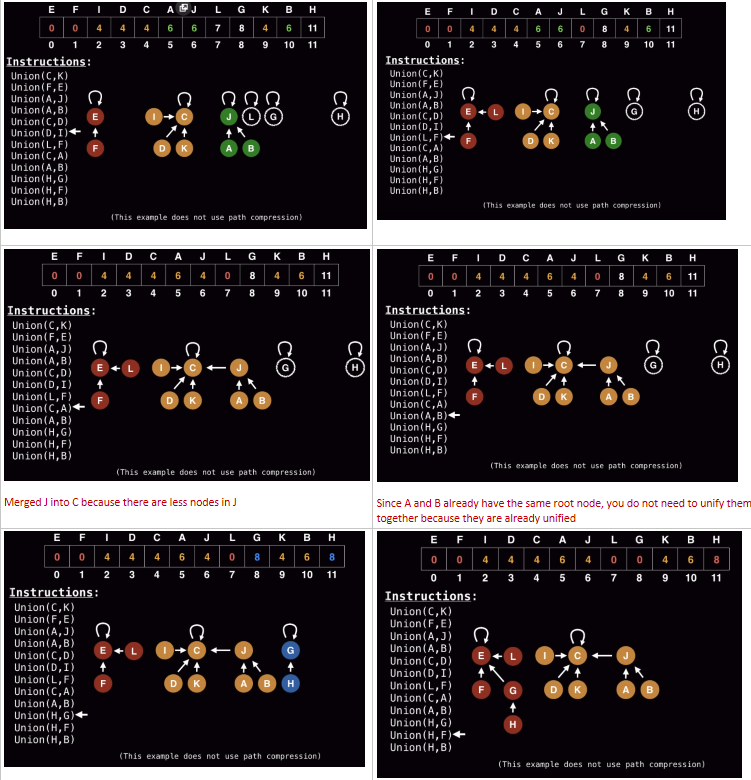 E F I D C A J L G K B H
0 0 4 4 4 6 6 7 8 4 6 11
0 1 2 3 4 5 6 7 8 9 10 11
Instructions:
Union(C,K)
Union(F,E)
Union(A,J)
Union(A,B)
Union(C,D)
Union(D,I)
Union(L,F)
Union(C,A)
Union(A,B)
Union(H,G)
Union(H,F)
Union(H,B)
E I C J L G H
F D K A B
(This example does not use path compression)
E F I D C A J L G K B H
0 0 4 4 4 6 6 0 8 4 6 11
0 1 2 3 4 5 6 7 8 9 10 11
Instructions:
Union(C,K)
Union(F,E)
Union(A,J)
Union(A,B)
Union(C,D)
Union(D,I)
Union(L,F)
Union(C,A)
Union(A,B)
Union(H,G)
Union(H,F)
Union(H,B)
E L I C J G H
F D K A B
(This example does not use path compression)
E F I D C A J L G K B H
0 0 4 4 4 6 4 0 8 4 6 11
0 1 2 3 4 5 6 7 8 9 10 11
Instructions:
Union(C,K)
Union(F,E)
Union(A,J)
Union(A,B)
Union(C,D)
Union(D,I)
Union(L,F)
Union(C,A)
Union(A,B)
Union(H,G)
Union(H,F)
Union(H,B)
E L I C J G H
F D K A B
(This example does not use path compression)
Merged J into C because there are less nodes in J
E F I D C A J L G K B H
0 0 4 4 4 6 4 0 8 4 6 11
0 1 2 3 4 5 6 7 8 9 10 11
Instructions:
Union(C,K)
Union(F,E)
Union(A,J)
Union(A,B)
Union(C,D)
Union(D,I)
Union(L,F)
Union(C,A)
Union(A,B)
Union(H,G)
Union(H,F)
Union(H,B)
E L I C J G H
F D K A B
(This example does not use path compression)
Since A and B already have the same root node, you do not need to unify them
together because they are already unified
E F I D C A J L G K B H
0 0 4 4 4 6 4 0 8 4 6 8
0 1 2 3 4 5 6 7 8 9 10 11
Instructions:
Union(C,K)
Union(F,E)
Union(A,J)
Union(A,B)
Union(C,D)
Union(D,I)
Union(L,F)
Union(C,A)
Union(A,B)
Union(H,G)
Union(H,F)
Union(H,B)
E L I C J G
F D K A B H
(This example does not use path compression)
E F I D C A J L G K B H
0 0 4 4 4 6 4 0 0 4 6 8
0 1 2 3 4 5 6 7 8 9 10 11
Instructions:
Union(C,K)
Union(F,E)
Union(A,J)
Union(A,B)
Union(C,D)
Union(D,I)
Union(L,F)
Union(C,A)
Union(A,B)
Union(H,G)
Union(H,F)
Union(H,B)
E L I C J
F G D K A B
H
(This example does not use path compression)